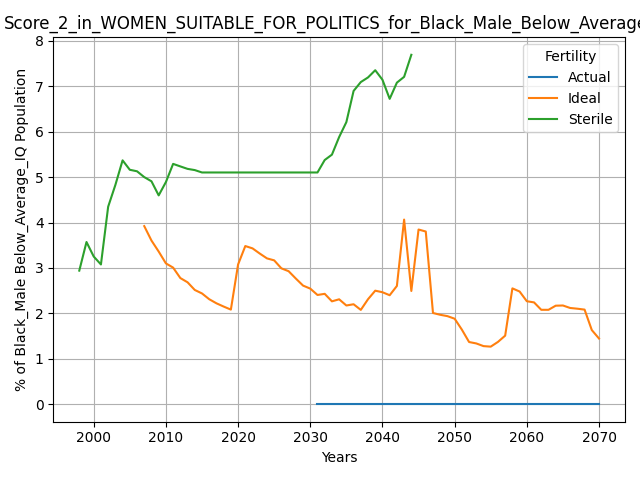 Score_2_in_WOMEN_SUITABLE_FOR_POLITICS_for_Black_Male_Below_Average
8
7
6
5
4
3
2
1
0
% of Black_Male Below_Average_IQ Population
Fertility
Actual
Ideal
Sterile
2000 2010 2020 2030 2040 2050 2060 2070
Years